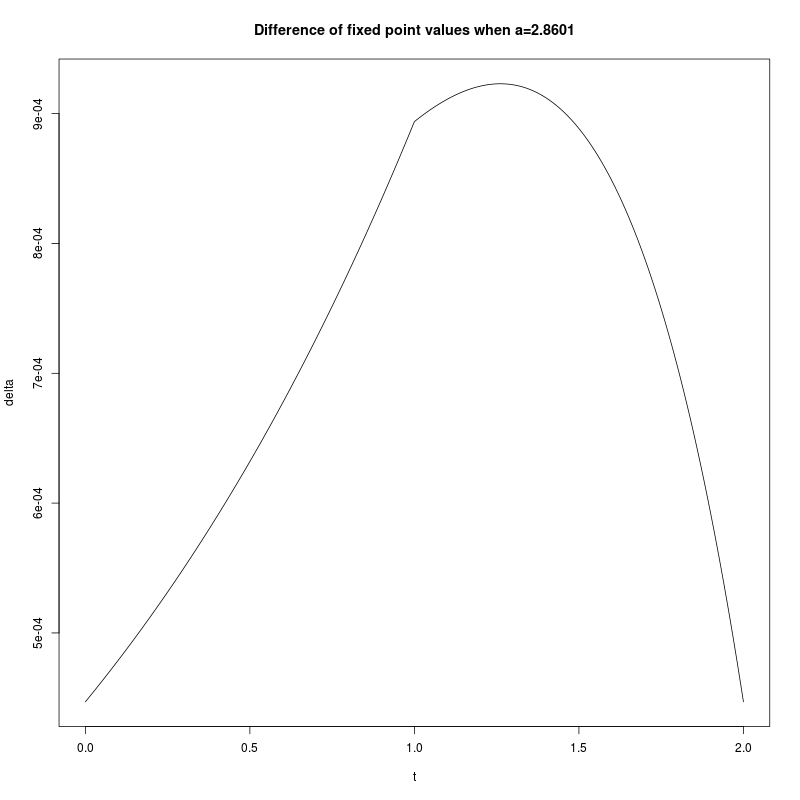 Difference of fixed point values when a=2.8601
delta
9e-04
8e-04
7e-04
6e-04
5e-04
0.0 0.5 1.0 1.5 2.0
t